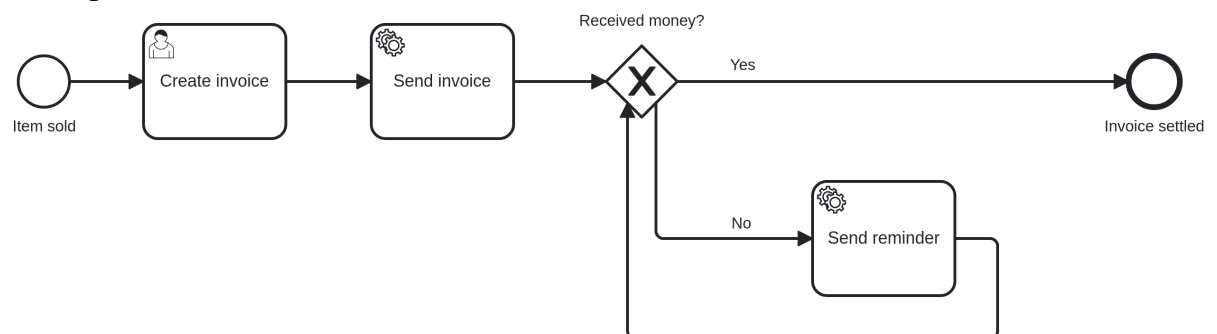 Received money?
Create invoice
Send invoice
Yes
Item sold
Invoice settled
No
Send reminder